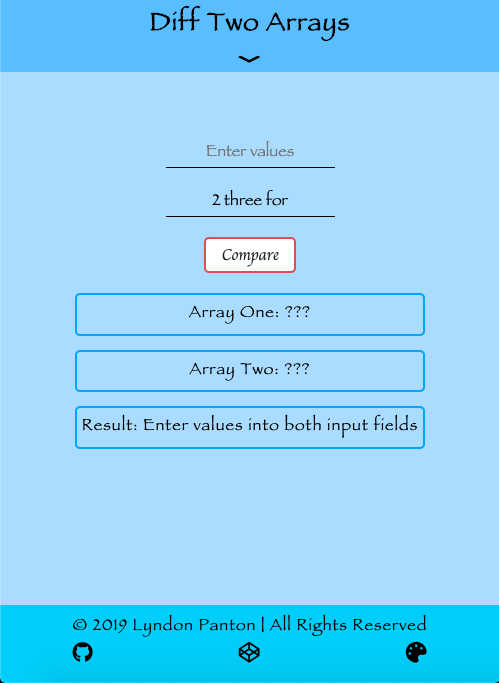 Diff Two Arrays
Enter values
2 three for
Compare
Array One: ???
Array Two: ???
Result: Enter values into both input fields
© 2019 Lyndon Panton | All Rights Reserved